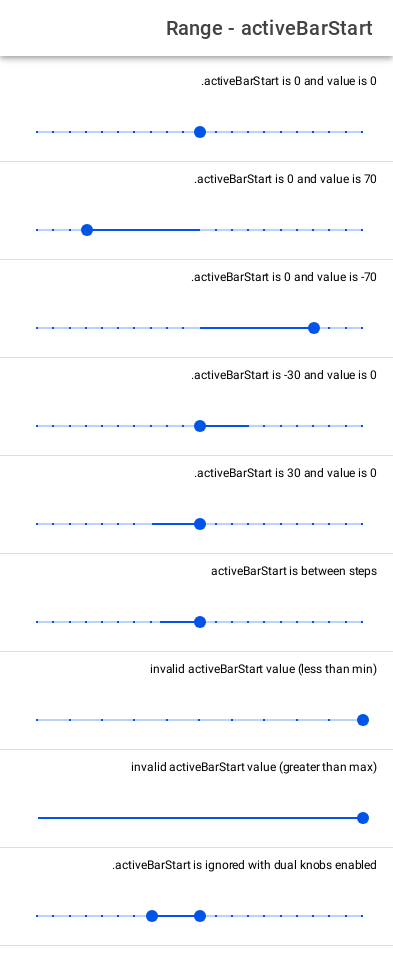 Range - activeBarStart
.activeBarStart is 0 and value is 0
.activeBarStart is 0 and value is 70
.activeBarStart is 0 and value is -70
.activeBarStart is -30 and value is 0
.activeBarStart is 30 and value is 0
activeBarStart is between steps
invalid activeBarStart value (less than min)
invalid activeBarStart value (greater than max)
.activeBarStart is ignored with dual knobs enabled